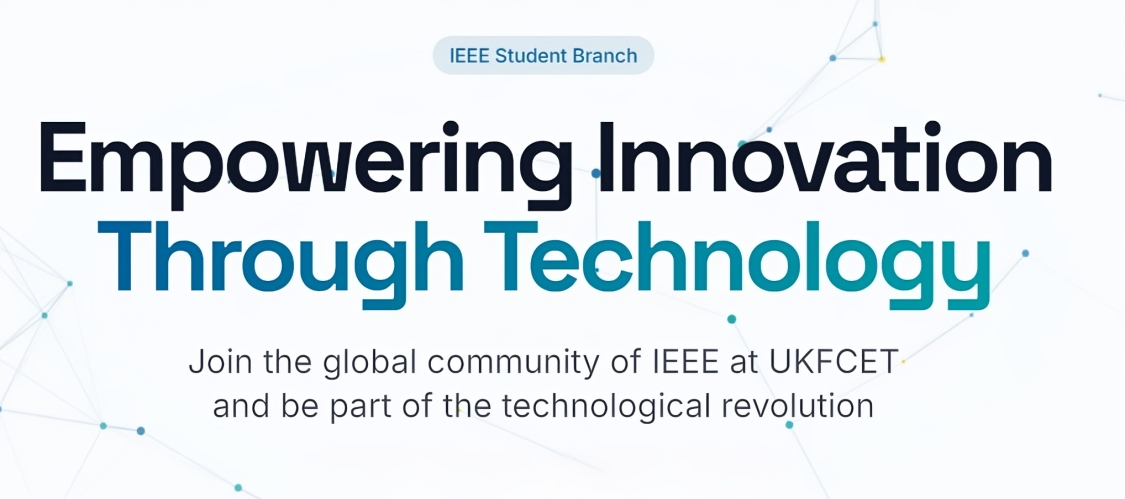 IEEE Student Branch
Empowering Innovation
Through Technology
Join the global community of IEEE at UKFCET
and be part of the technological revolution